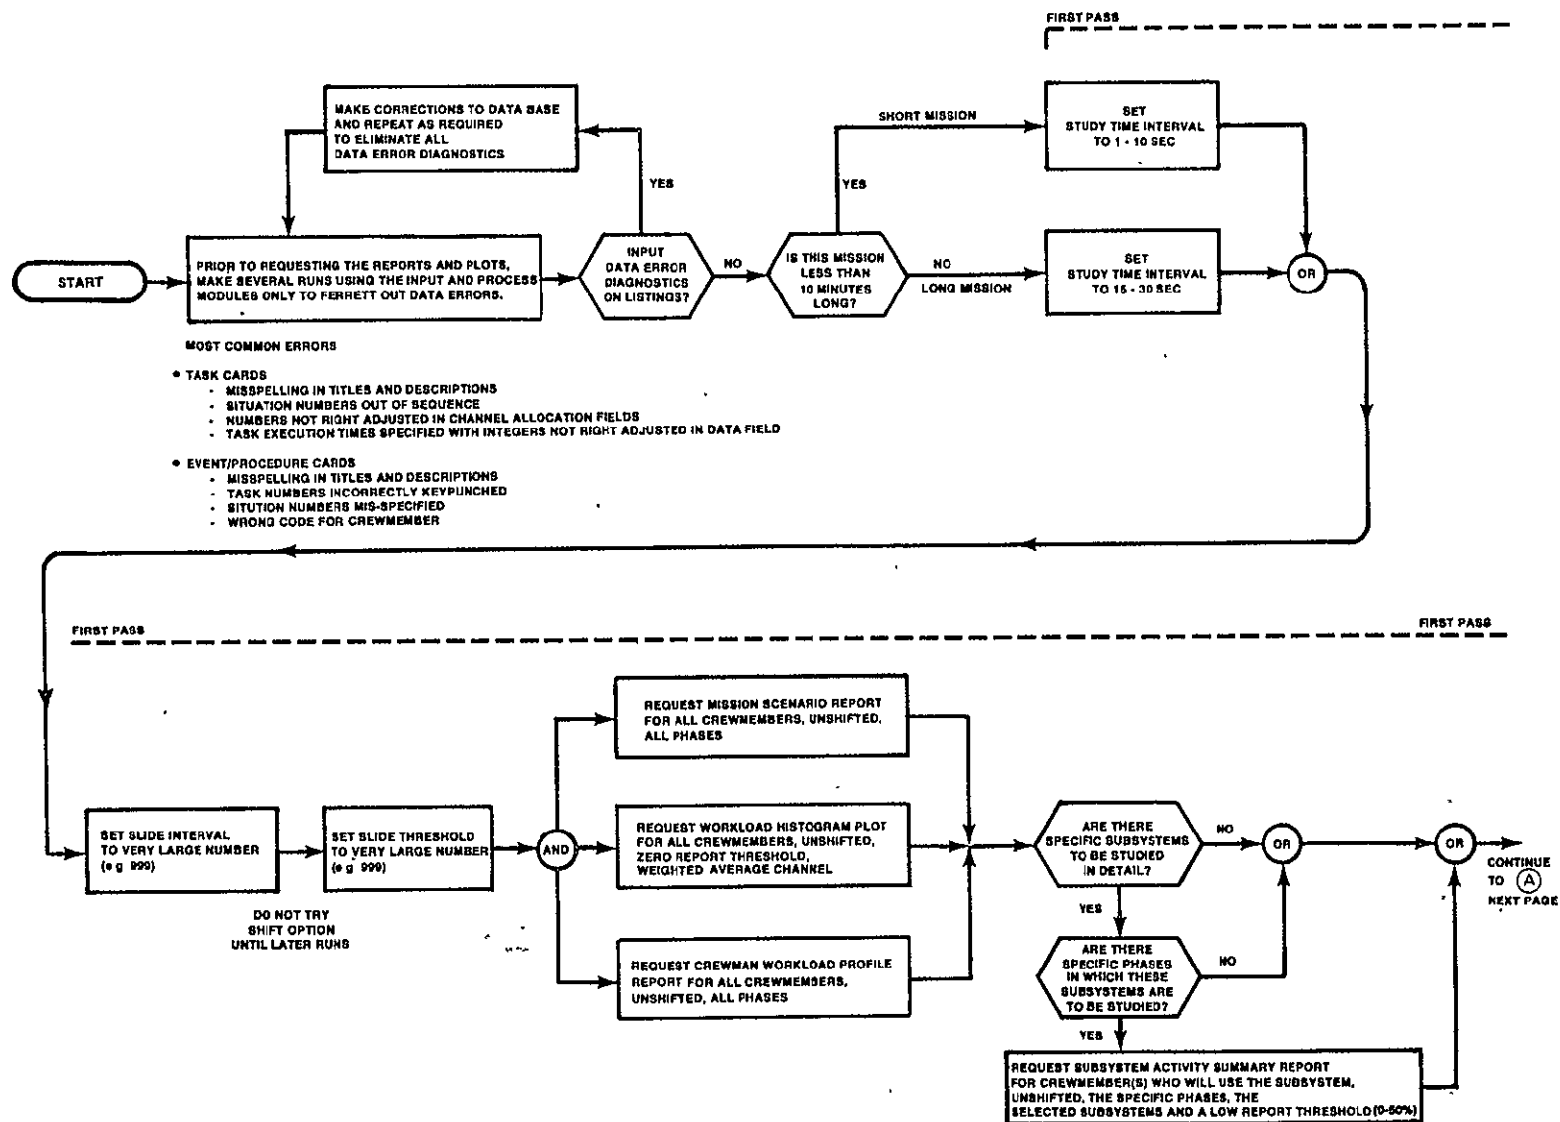 FIRST PASS
MAKE CORRECTIONS TO DATA BASE
AND REPEAT AS REQUIRED
TO ELIMINATE ALL
DATA ERROR DIAGNOSTICS
YES
START
PRIOR TO REQUESTING THE REPORTS AND PLOTS,
MAKE SEVERAL RUNS USING THE INPUT AND PROCESS
MODULES ONLY TO FERRETT OUT DATA ERRORS.
INPUT
DATA ERROR
DIAGNOSTICS
ON LISTINGS?
NO
IS THIS MISSION
LESS THAN
10 MINUTES
LONG?
YES
SHORT MISSION
SET
STUDY TIME INTERVAL
TO 1 - 10 SEC
NO
LONG MISSION
SET
STUDY TIME INTERVAL
TO 15 - 30 SEC
OR
MOST COMMON ERRORS
• TASK CARDS
- MISSPELLING IN TITLES AND DESCRIPTIONS
- SITUATION NUMBERS OUT OF SEQUENCE
- NUMBERS NOT RIGHT ADJUSTED IN CHANNEL ALLOCATION FIELDS
- TASK EXECUTION TIMES SPECIFIED WITH INTEGERS NOT RIGHT ADJUSTED IN DATA FIELD
• EVENT/PROCEDURE CARDS
- MISSPELLING IN TITLES AND DESCRIPTIONS
- TASK NUMBERS INCORRECTLY KEYPUNCHED
- SITUTION NUMBERS MIS-SPECIFIED
- WRONG CODE FOR CREWMEMBER
FIRST PASS
FIRST PASS
SET SLIDE INTERVAL
TO VERY LARGE NUMBER
(e g 999)
SET SLIDE THRESHOLD
TO VERY LARGE NUMBER
(e g 999)
DO NOT TRY
SHIFT OPTION
UNTIL LATER RUNS
AND
REQUEST MISSION SCENARIO REPORT
FOR ALL CREWMEMBERS, UNSHIFTED,
ALL PHASES
REQUEST WORKLOAD HISTOGRAM PLOT
FOR ALL CREWMEMBERS, UNSHIFTED,
ZERO REPORT THRESHOLD,
WEIGHTED AVERAGE CHANNEL
REQUEST CREWMAN WORKLOAD PROFILE
REPORT FOR ALL CREWMEMBERS,
UNSHIFTED, ALL PHASES
ARE THERE
SPECIFIC SUBSYSTEMS
TO BE STUDIED
IN DETAIL?
NO
OR
OR
CONTINUE
TO A
NEXT PAGE
YES
ARE THERE
SPECIFIC PHASES
IN WHICH THESE
SUBSYSTEMS ARE
TO BE STUDIED?
NO
YES
REQUEST SUBSYSTEM ACTIVITY SUMMARY REPORT
FOR CREWMEMBER(S) WHO WILL USE THE SUBSYSTEM,
UNSHIFTED, THE SPECIFIC PHASES, THE
SELECTED SUBSYSTEMS AND A LOW REPORT THRESHOLD (0-50%)